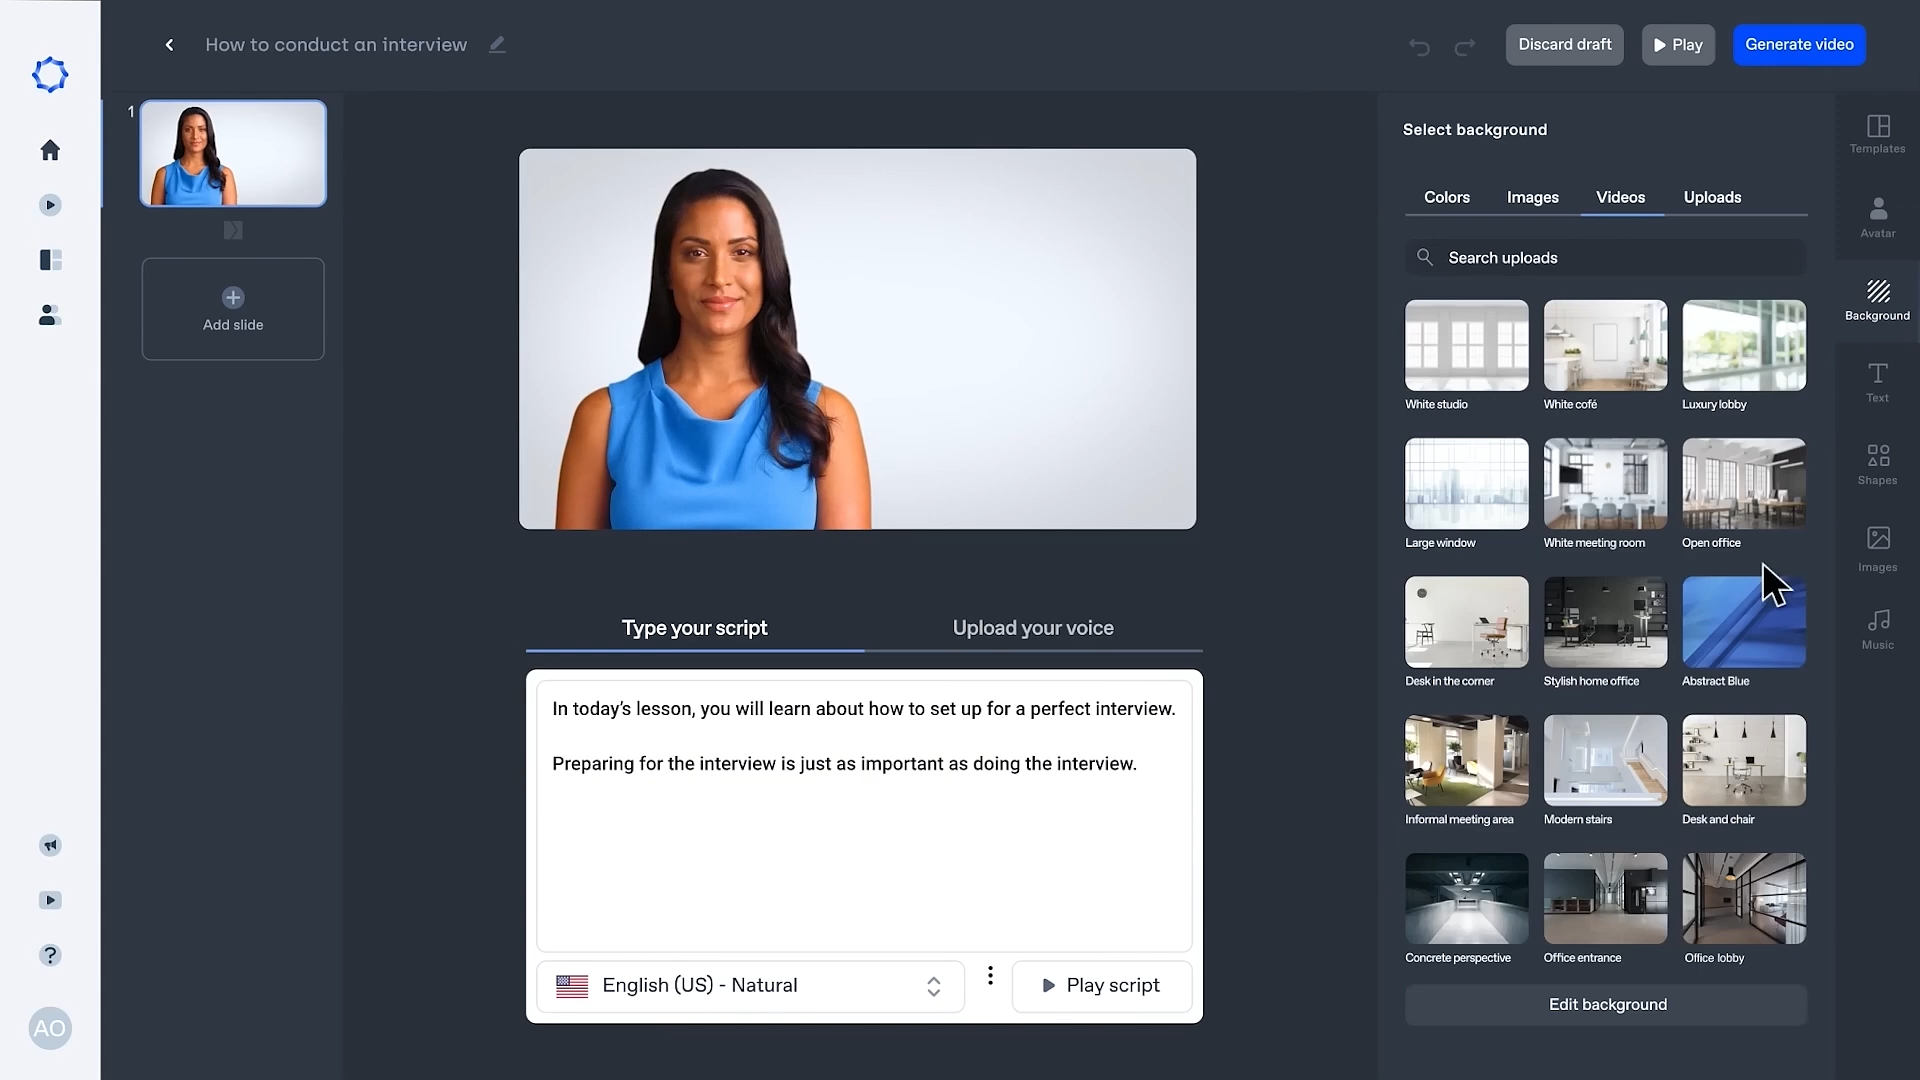 How to conduct an interview
Discard draft
Play
Generate video
1
Add slide
Type your script
Upload your voice
In today's lesson, you will learn about how to set up for a perfect interview.
Preparing for the interview is just as important as doing the interview.
English (US) - Natural
Play script
Select background
Colors Images Videos Uploads
Search uploads
White studio White cofé Luxury lobby
Large window White meeting room Open office
Desk in the corner Stylish home office Abstract Blue
Informal meeting area Modern stairs Desk and chair
Concrete perspective Office entrance Office lobby
Edit background
Templates
Avatar
Background
Text
Shapes
Images
Music
?
AO